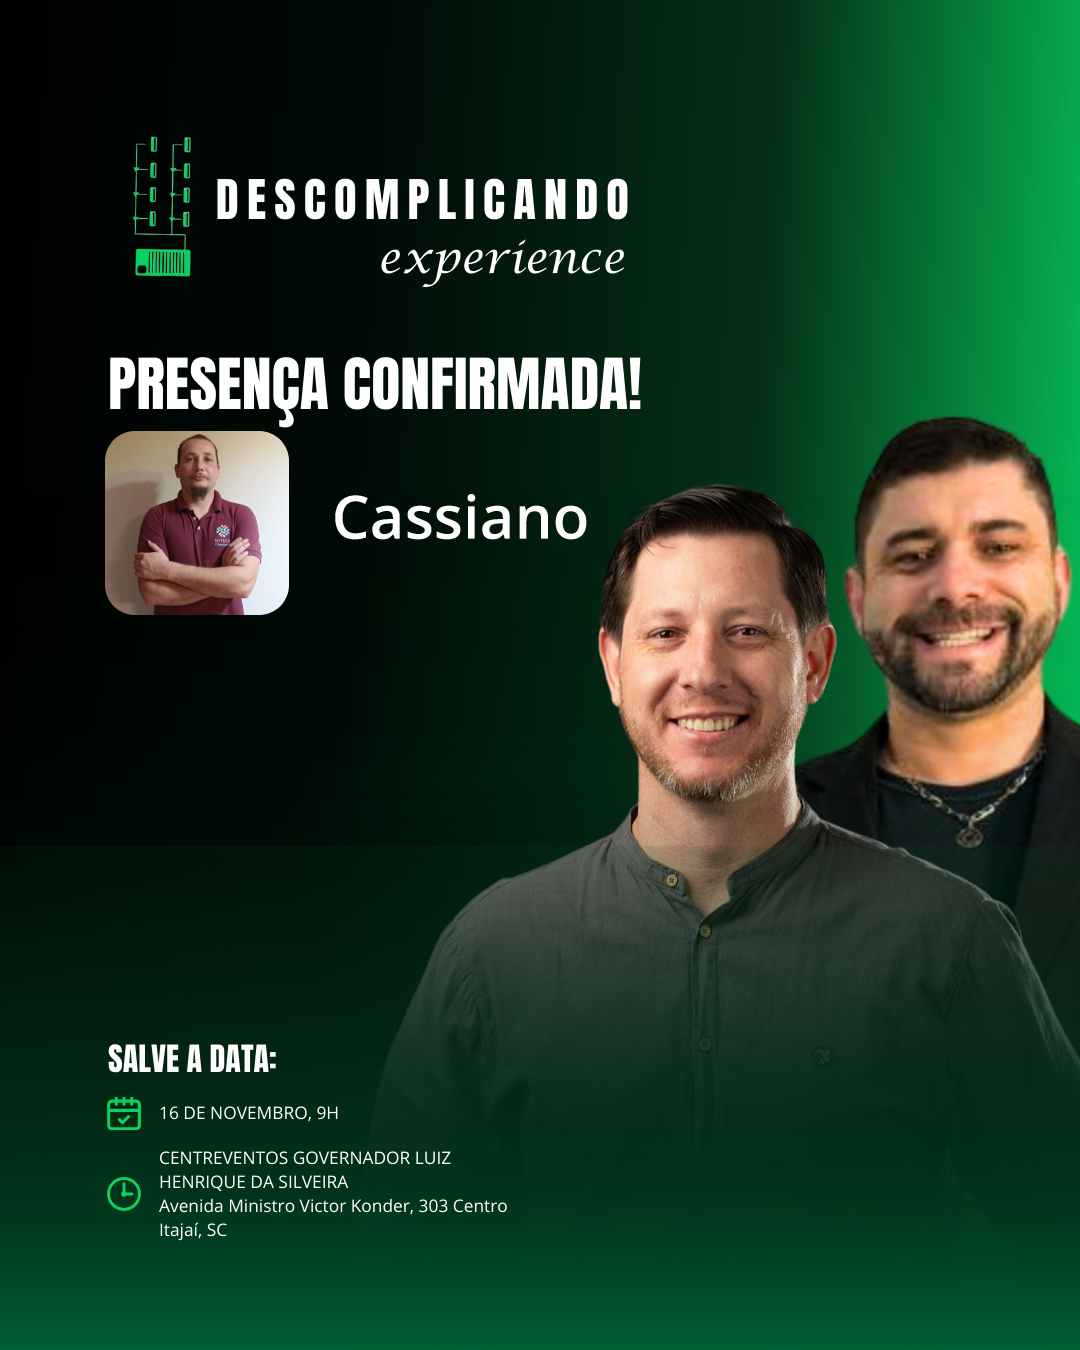 DESCOMPLICANDO
experience
PRESENÇA CONFIRMADA!
Cassiano
SALVE A DATA:
16 DE NOVEMBRO, 9H
CENTREVENTOS GOVERNADOR LUIZ
HENRIQUE DA SILVEIRA
Avenida Ministro Victor Konder, 303 Centro
Itajaí, SC